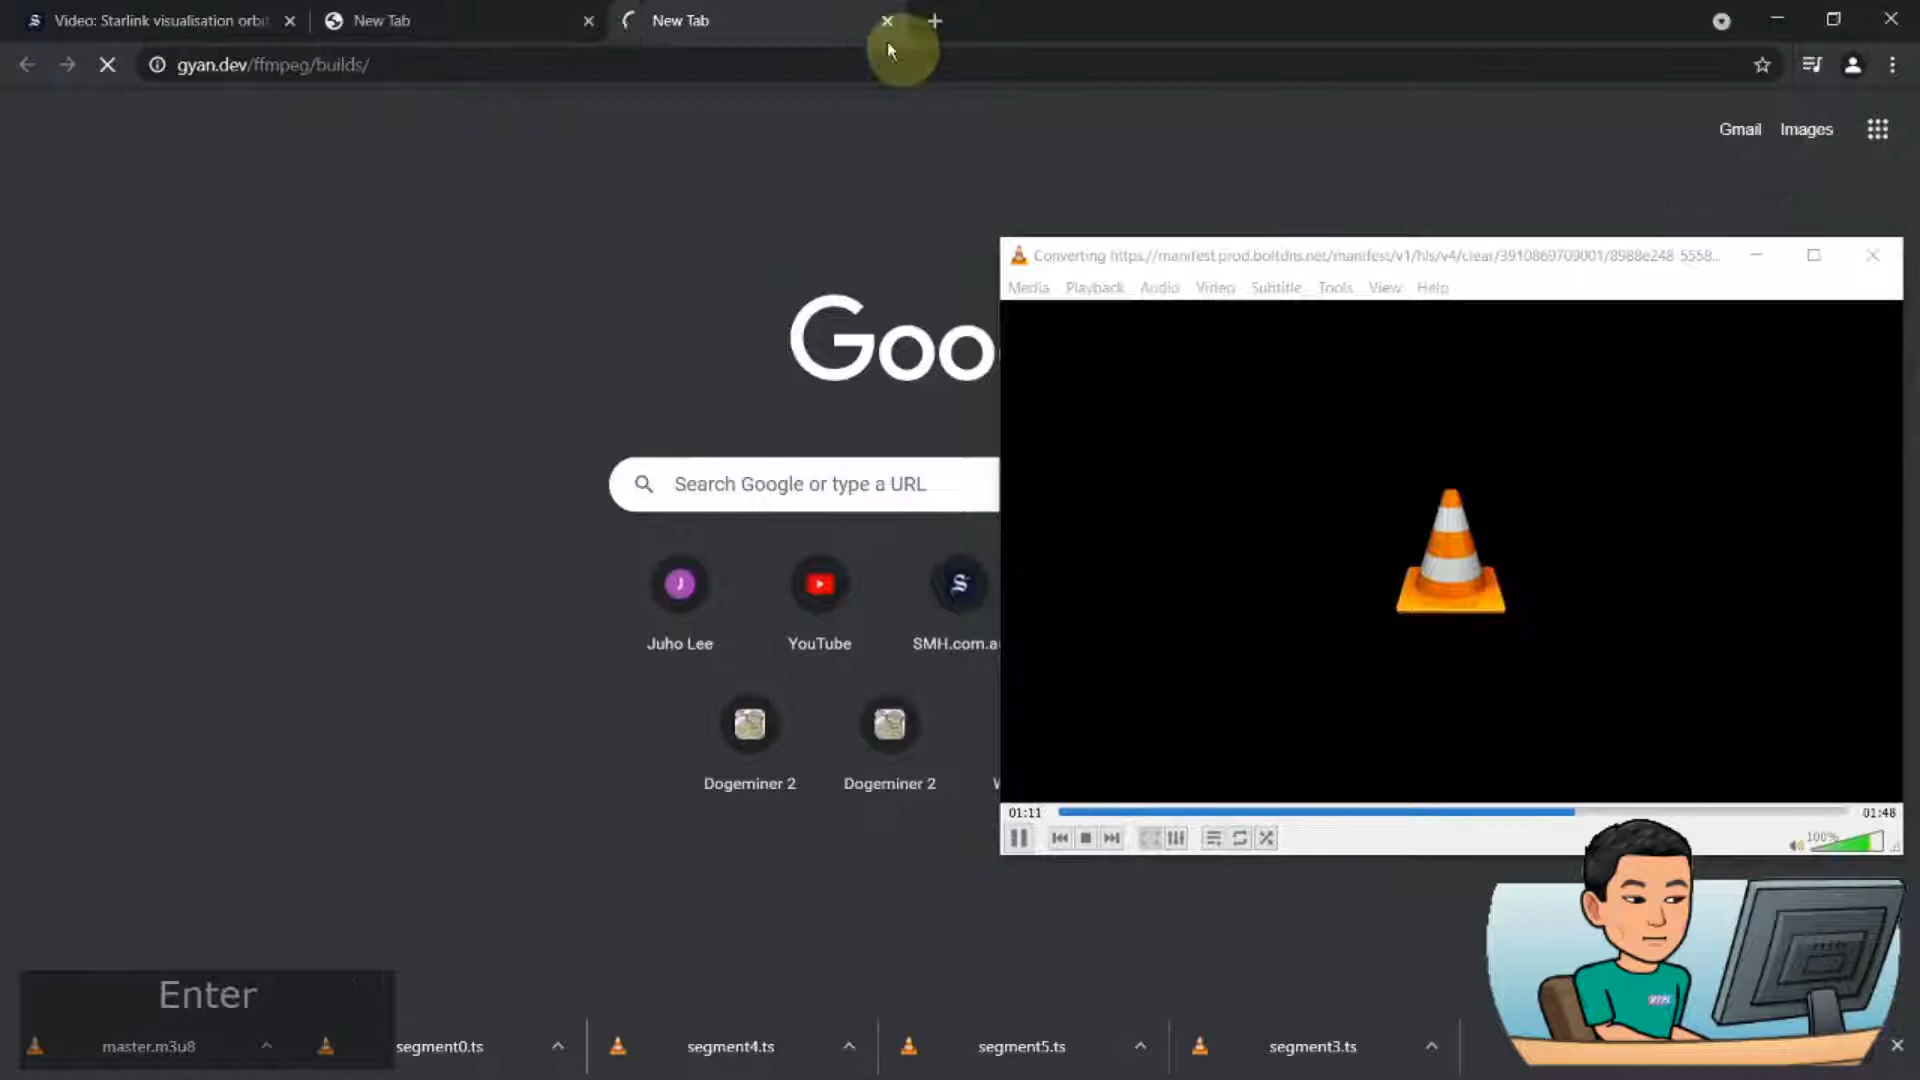 Video: Starlink visualisation orbit
New Tab
New Tab
gyan.dev/ffmpeg/builds/
Gmail
Images
Converting https://manifest.prod.boltdns.net/manifest/v1/hls/v4/clear/3910869709001/8988e248-5558...
Media Playback Audio Video Subtitle Tools View Help
Goo
Search Google or type a URL
J
Juho Lee
YouTube
SMH.com.a
Dogeminer 2
Dogeminer 2
01:11
01:48
100%
Enter
master.m3u8
segment0.ts
segment4.ts
segment5.ts
segment3.ts